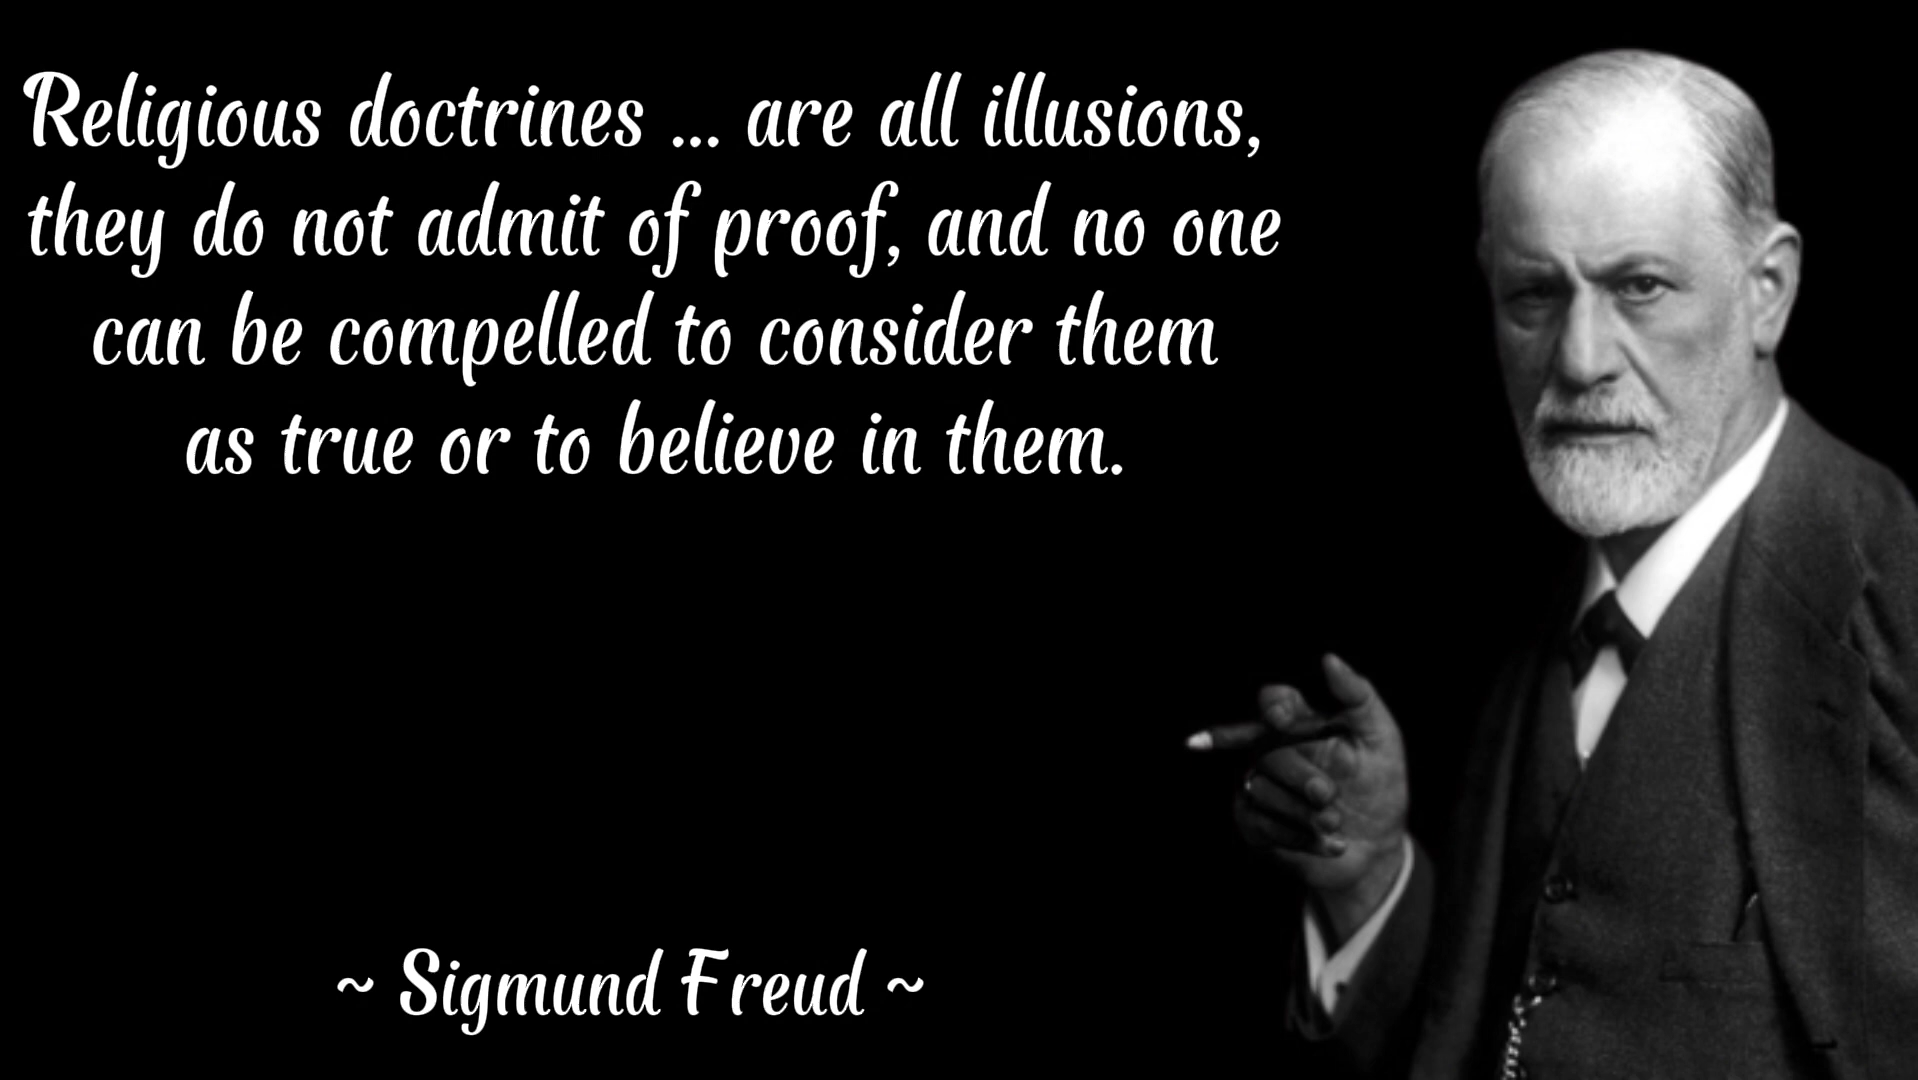 Religious doctrines ... are all illusions,
they do not admit of proof, and no one
can be compelled to consider them
as true or to believe in them.
~ Sigmund Freud ~